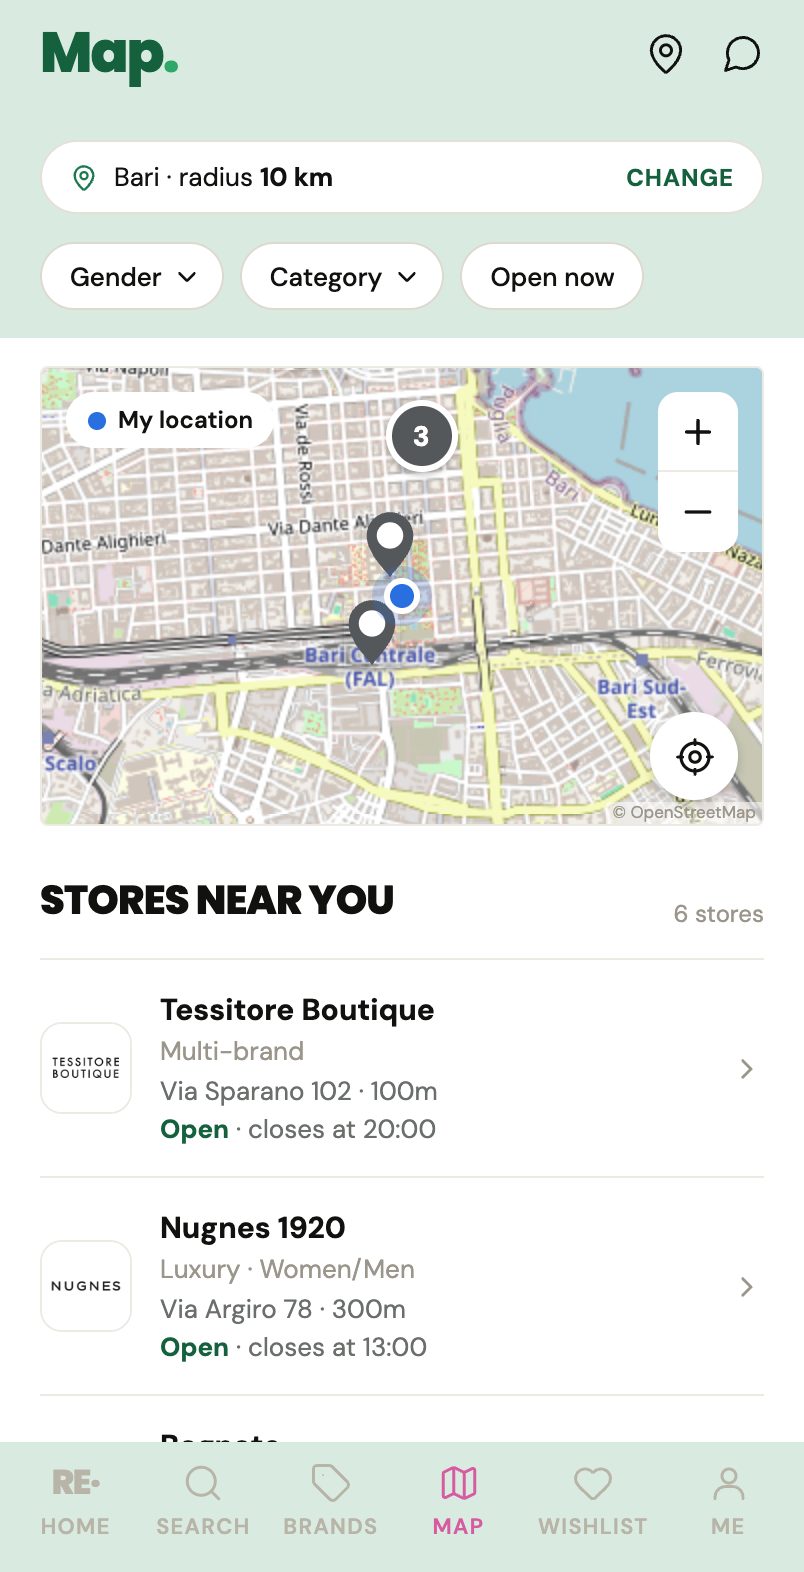 Map.
Bari · radius 10 km
CHANGE
Gender
Category
Open now
My location
3
Via de Rossi
Bari
Via Dante
Dante Alighieri
Bari Centrale
(FAL)
a Adriatica
Ferrovi
Bari Sud-
Est
Scalo
© OpenStreetMap
STORES NEAR YOU
6 stores
TESSITORE
BOUTIQUE
Tessitore Boutique
Multi-brand
Via Sparano 102 · 100m
Open · closes at 20:00
NUGNES
Nugnes 1920
Luxury · Women/Men
Via Argiro 78 · 300m
Open · closes at 13:00
RE·
HOME
SEARCH
BRANDS
MAP
WISHLIST
ME